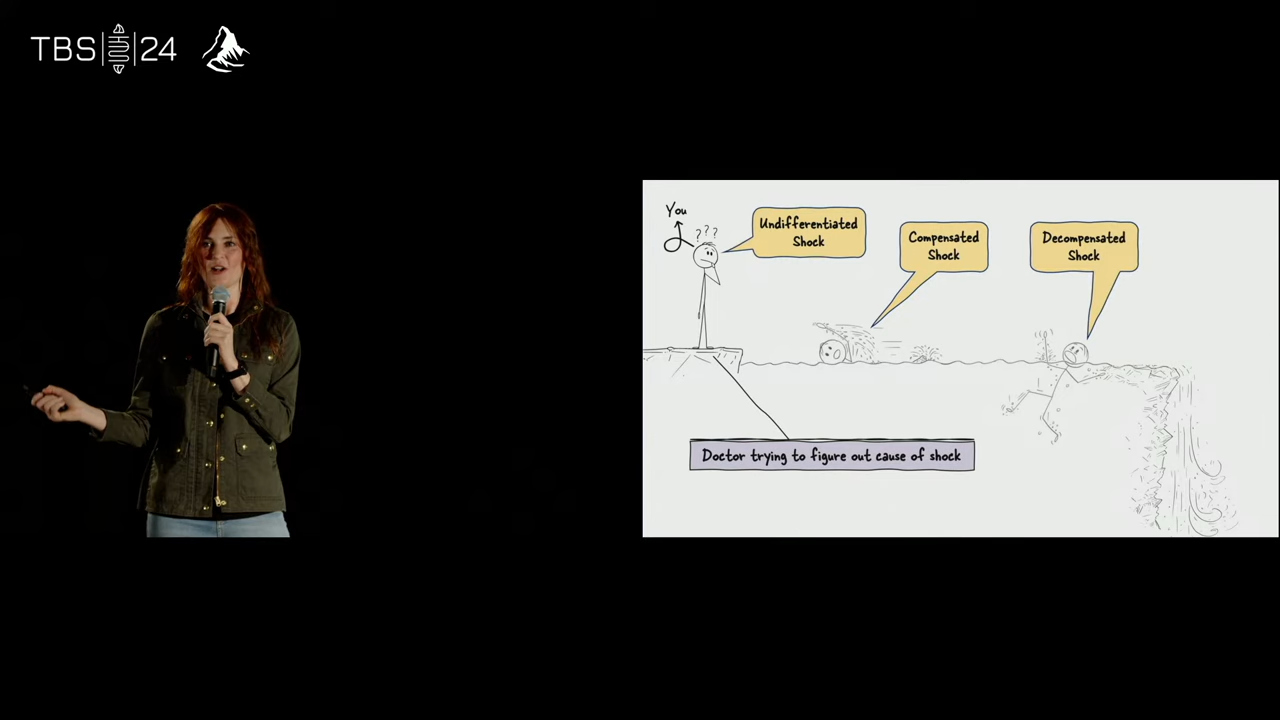 TBS 24
You
???
Undifferentiated
Shock
Compensated
Shock
Decompensated
Shock
Doctor trying to figure out cause of shock